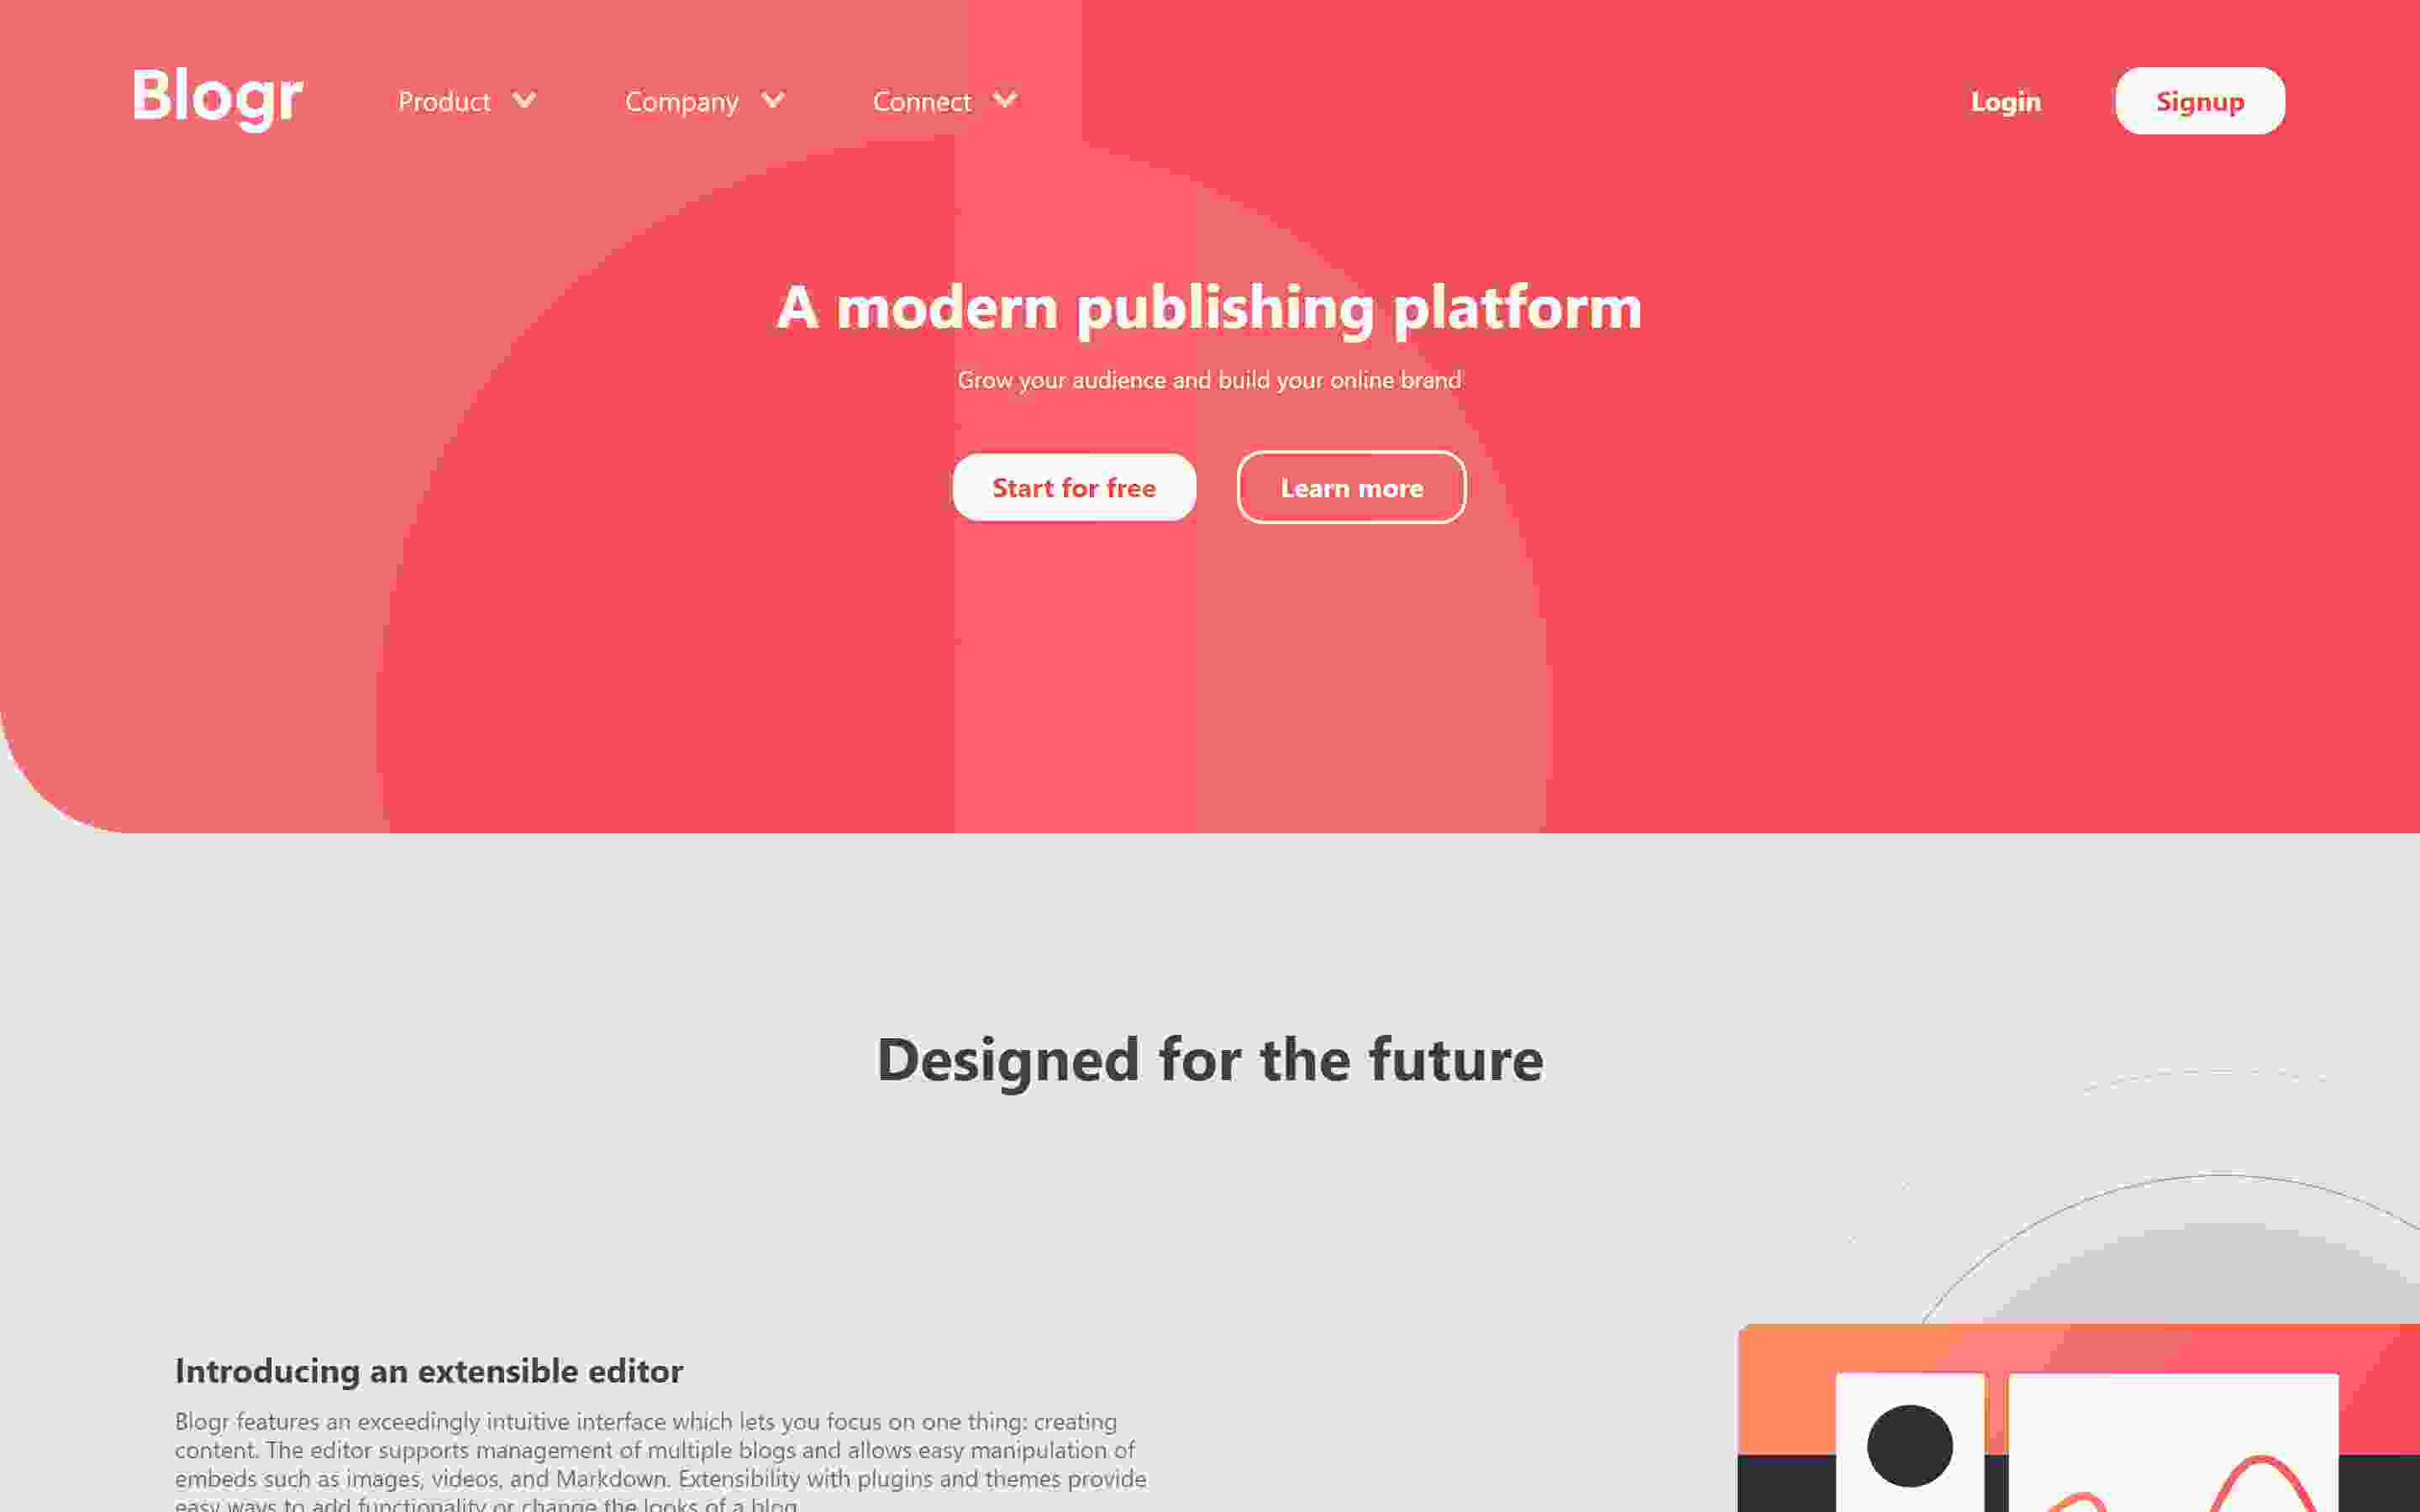 Blogr
Product
Company
Connect
Login
Signup
A modern publishing platform
Grow your audience and build your online brand
Start for free
Learn more
Designed for the future
Introducing an extensible editor
Blogr features an exceedingly intuitive interface which lets you focus on one thing: creating
content. The editor supports management of multiple blogs and allows easy manipulation of
embeds such as images, videos, and Markdown. Extensibility with plugins and themes provide
easy ways to add functionality or change the looks of a blog.